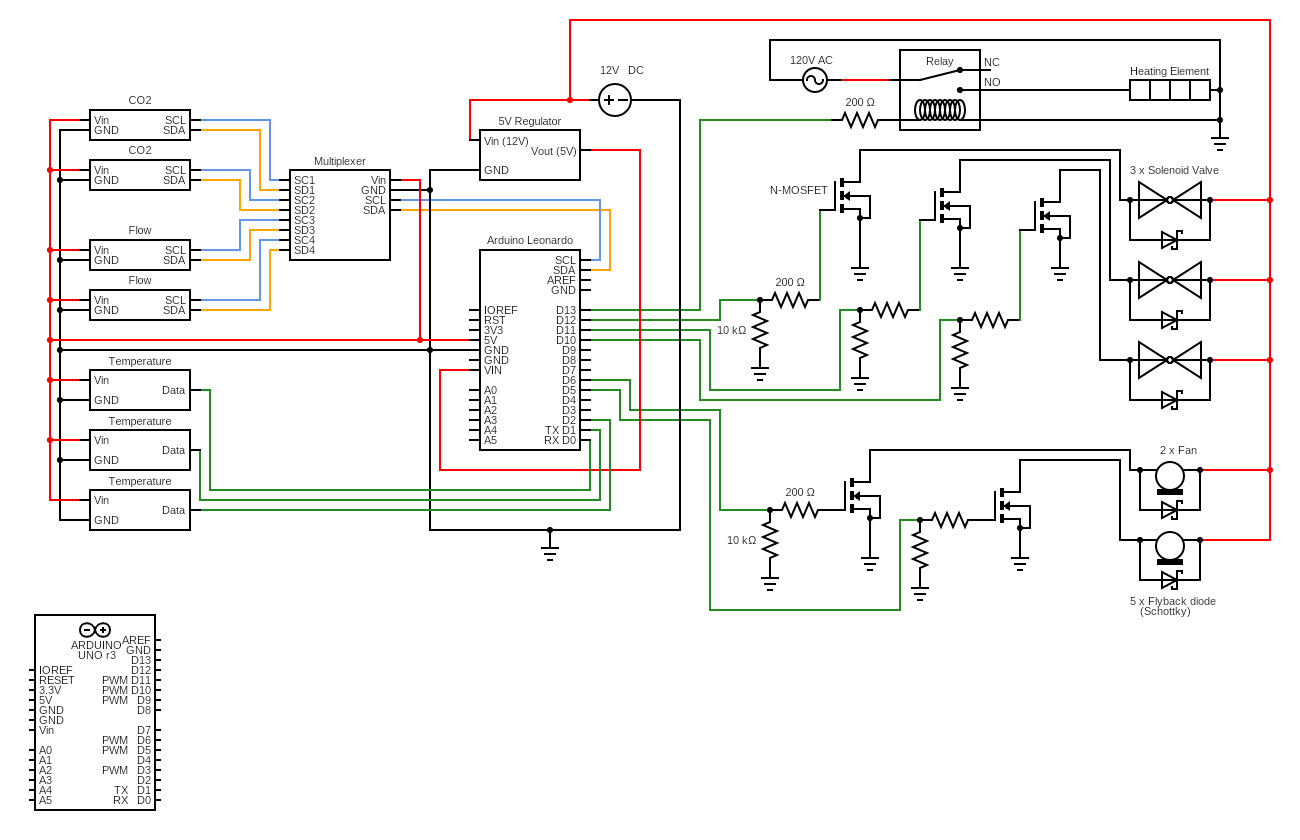 12V DC
120V AC
Relay
NC
NO
Heating Element
200 Ω
CO2
Vin
GND
SCL
SDA
CO2
Vin
GND
SCL
SDA
Flow
Vin
GND
SCL
SDA
Flow
Vin
GND
SCL
SDA
Multiplexer
SC1
SD1
SC2
SD2
SC3
SD3
SC4
SD4
Vin
GND
SCL
SDA
5V Regulator
Vin (12V)
Vout (5V)
GND
Arduino Leonardo
IOREF
RST
3V3
5V
GND
GND
VIN
A0
A1
A2
A3
A4
A5
SCL
SDA
AREF
GND
D13
D12
D11
D10
D9
D8
D7
D6
D5
D4
D3
D2
TX D1
RX D0
Temperature
Vin
GND
Data
Temperature
Vin
GND
Data
Temperature
Vin
GND
Data
N-MOSFET
3 x Solenoid Valve
200 Ω
10 kΩ
2 x Fan
200 Ω
10 kΩ
5 x Flyback diode
(Schottky)
ARDUINO
UNO r3
IOREF
RESET
3.3V
5V
GND
GND
Vin
A0
A1
A2
A3
A4
A5
AREF
GND
D13
D12
PWM D11
PWM D10
PWM D9
D8
D7
PWM D6
PWM D5
D4
PWM D3
D2
TX D1
RX D0